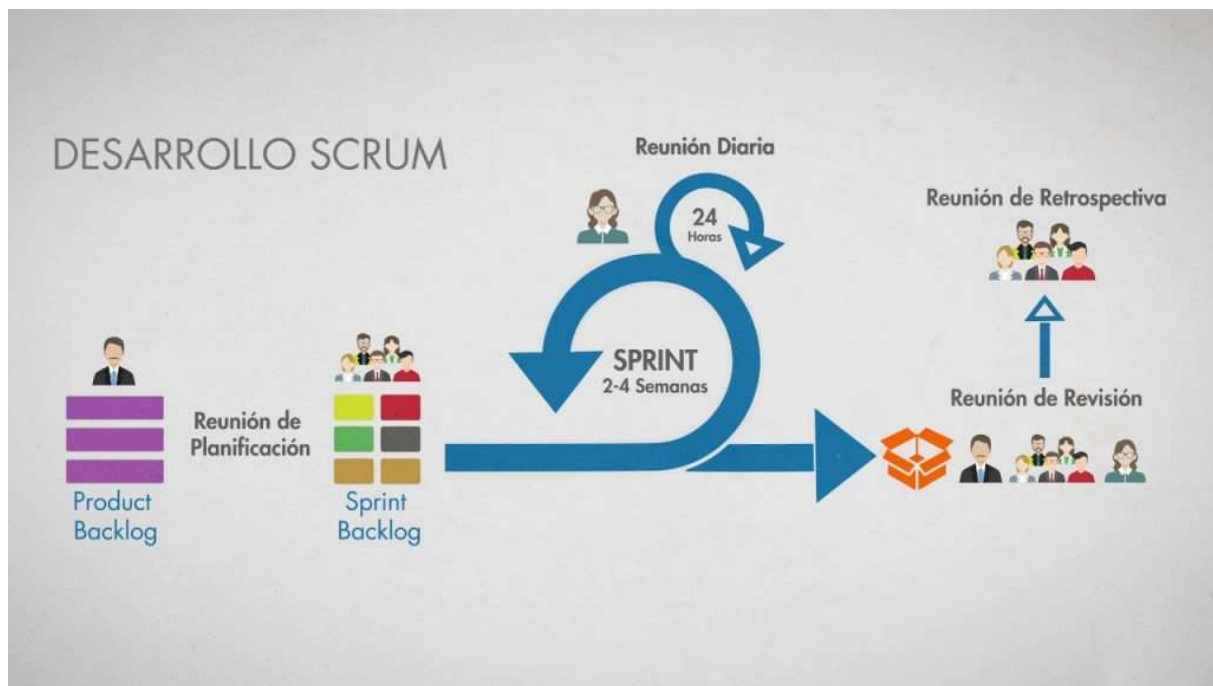 DESARROLLO SCRUM
Reunión Diaria
24
Horas
Reunión de Retrospectiva
SPRINT
2-4 Semanas
Reunión de Revisión
Reunión de
Planificación
Product
Backlog
Sprint
Backlog